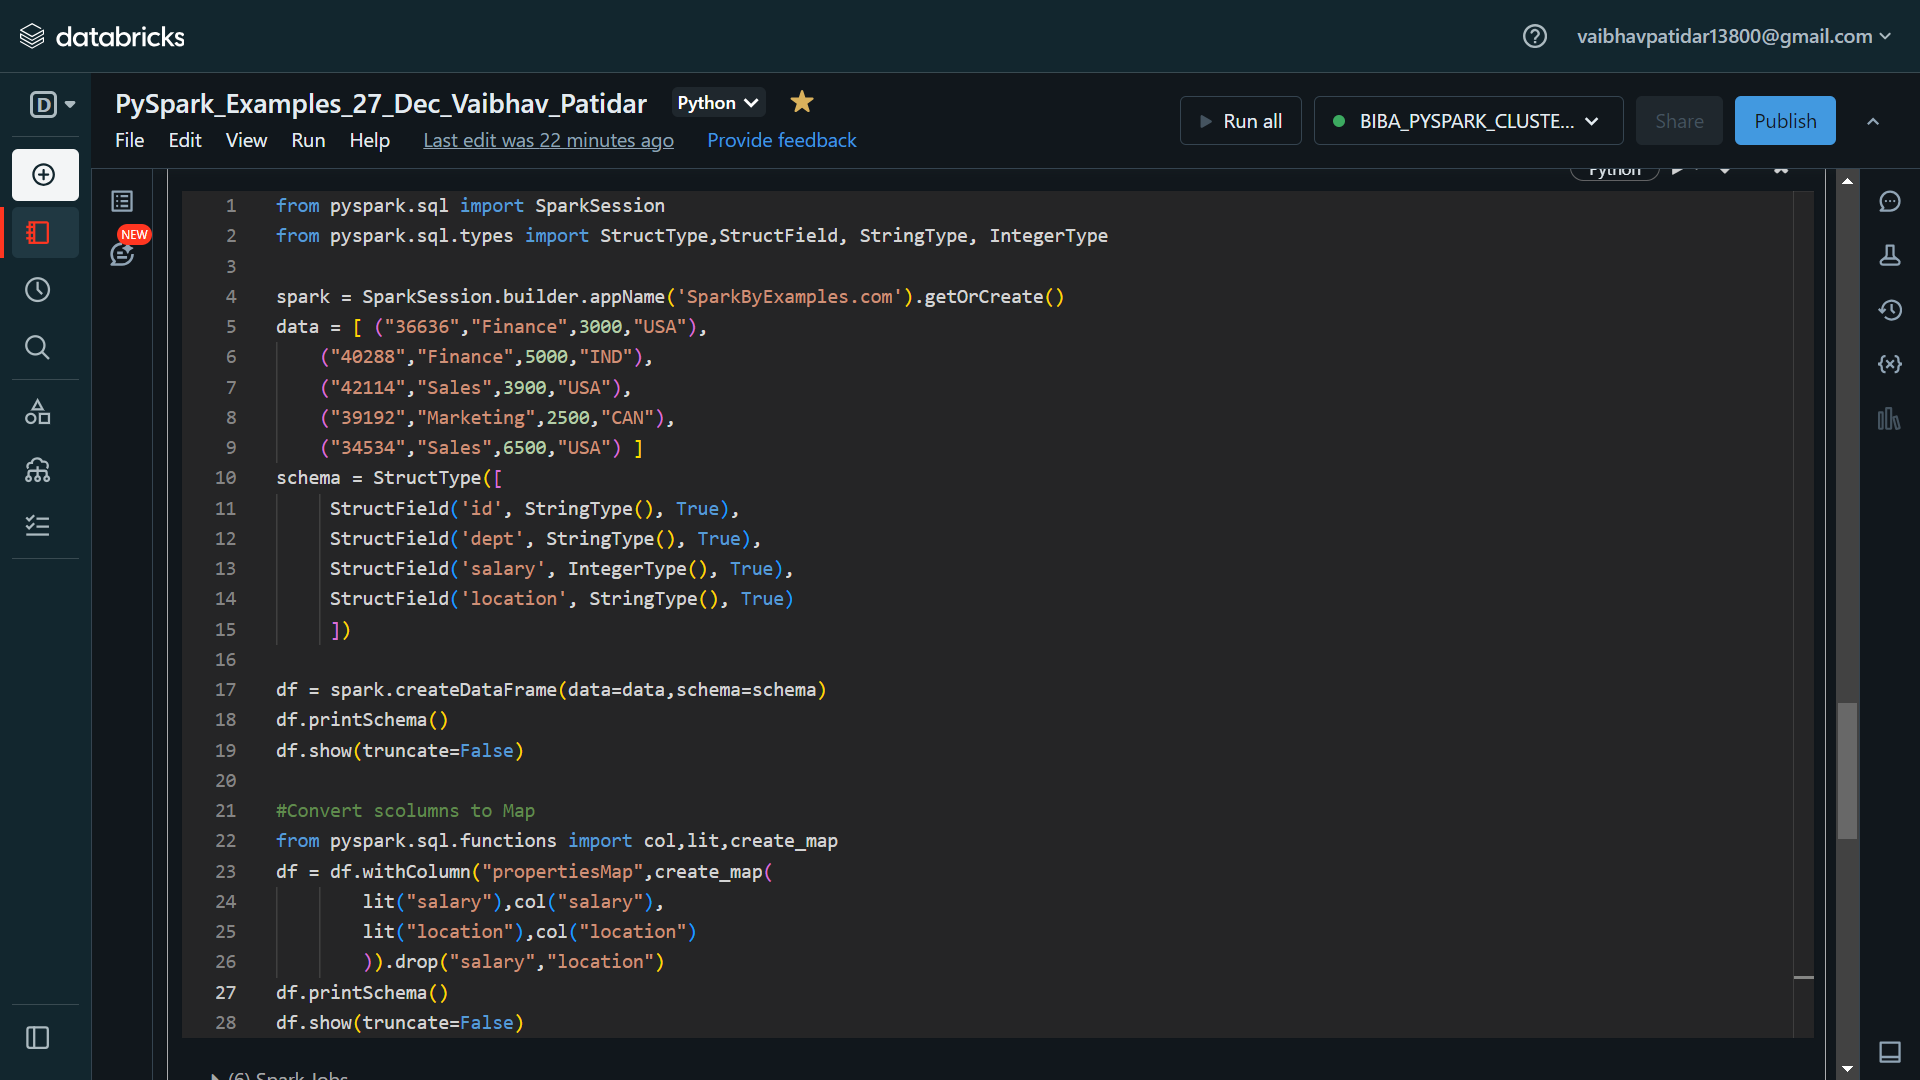 databricks
vaibhavpatidar13800@gmail.com
D
PySpark_Examples_27_Dec_Vaibhav_Patidar
Python
File Edit View Run Help Last edit was 22 minutes ago Provide feedback
Run all
BIBA_PYSPARK_CLUSTE...
Share
Publish
Python
NEW
1 from pyspark.sql import SparkSession
2 from pyspark.sql.types import StructType,StructField, StringType, IntegerType
3
4 spark = SparkSession.builder.appName('SparkByExamples.com').getOrCreate()
5 data = [ ("36636","Finance",3000,"USA"),
6 ("40288","Finance",5000,"IND"),
7 ("42114","Sales",3900,"USA"),
8 ("39192","Marketing",2500,"CAN"),
9 ("34534","Sales",6500,"USA") ]
10 schema = StructType([
11 StructField('id', StringType(), True),
12 StructField('dept', StringType(), True),
13 StructField('salary', IntegerType(), True),
14 StructField('location', StringType(), True)
15 ])
16
17 df = spark.createDataFrame(data=data,schema=schema)
18 df.printSchema()
19 df.show(truncate=False)
20
21 #Convert scolumns to Map
22 from pyspark.sql.functions import col,lit,create_map
23 df = df.withColumn("propertiesMap",create_map(
24 lit("salary"),col("salary"),
25 lit("location"),col("location")
26 )).drop("salary","location")
27 df.printSchema()
28 df.show(truncate=False)
(6) Spark Jobs